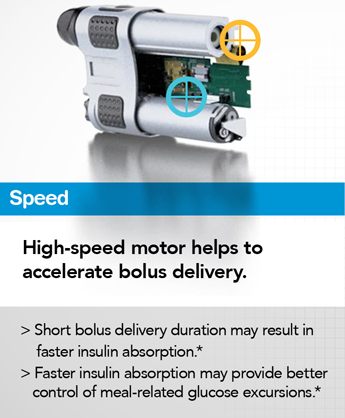 Speed
High-speed motor helps to
accelerate bolus delivery.
> Short bolus delivery duration may result in
faster insulin absorption.*
> Faster insulin absorption may provide better
control of meal-related glucose excursions.*